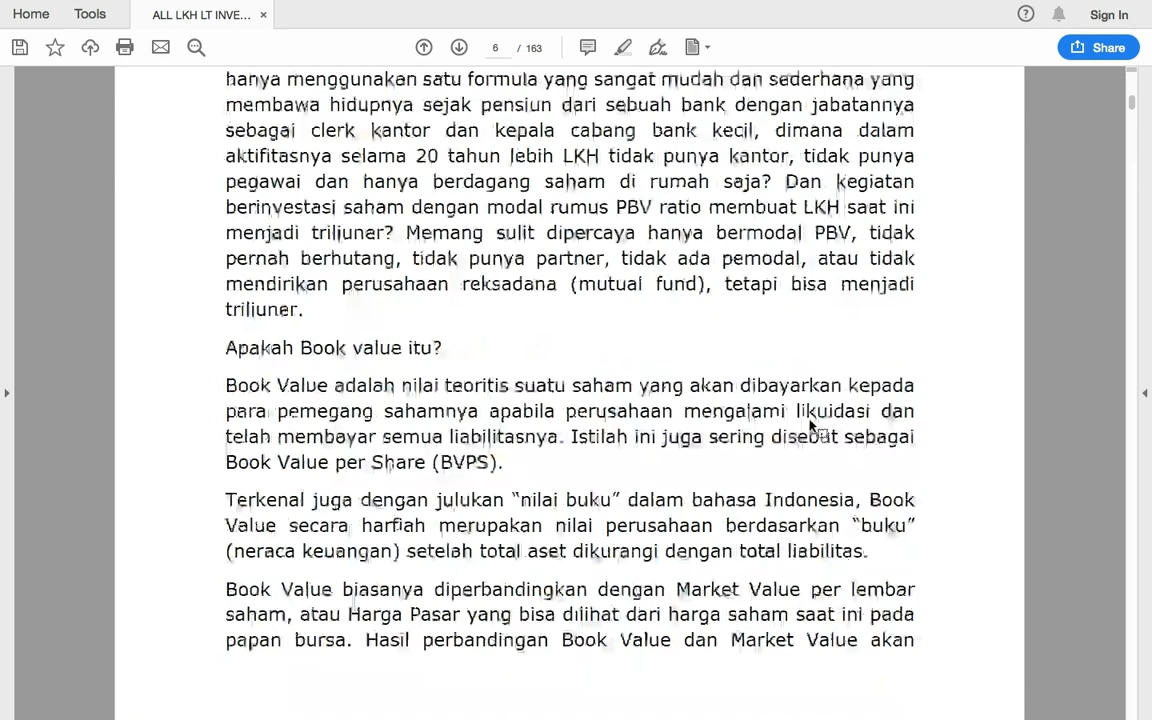 Home
Tools
ALL LKH LT INVE...
×
Sign In
6
/ 163
Share
hanya menggunakan satu formula yang sangat mudah dan sederhana yang
membawa hidupnya sejak pensiun dari sebuah bank dengan jabatannya
sebagai clerk kantor dan kepala cabang bank kecil, dimana dalam
aktifitasnya selama 20 tahun lebih LKH tidak punya kantor, tidak punya
pegawai dan hanya berdagang saham di rumah saja? Dan kegiatan
berinvestasi saham dengan modal rumus PBV ratio membuat LKH saat ini
menjadi triliuner? Memang sulit dipercaya hanya bermodal PBV, tidak
pernah berhutang, tidak punya partner, tidak ada pemodal, atau tidak
mendirikan perusahaan reksadana (mutual fund), tetapi bisa menjadi
triliuner.
Apakah Book value itu?
Book Value adalah nilai teoritis suatu saham yang akan dibayarkan kepada
para pemegang sahamnya apabila perusahaan mengalami likuidasi dan
telah membayar semua liabilitasnya. Istilah ini juga sering disebut sebagai
Book Value per Share (BVPS).
Terkenal juga dengan julukan “nilai buku” dalam bahasa Indonesia, Book
Value secara harfiah merupakan nilai perusahaan berdasarkan “buku”
(neraca keuangan) setelah total aset dikurangi dengan total liabilitas.
Book Value biasanya diperbandingkan dengan Market Value per lembar
saham, atau Harga Pasar yang bisa dilihat dari harga saham saat ini pada
papan bursa. Hasil perbandingan Book Value dan Market Value akan